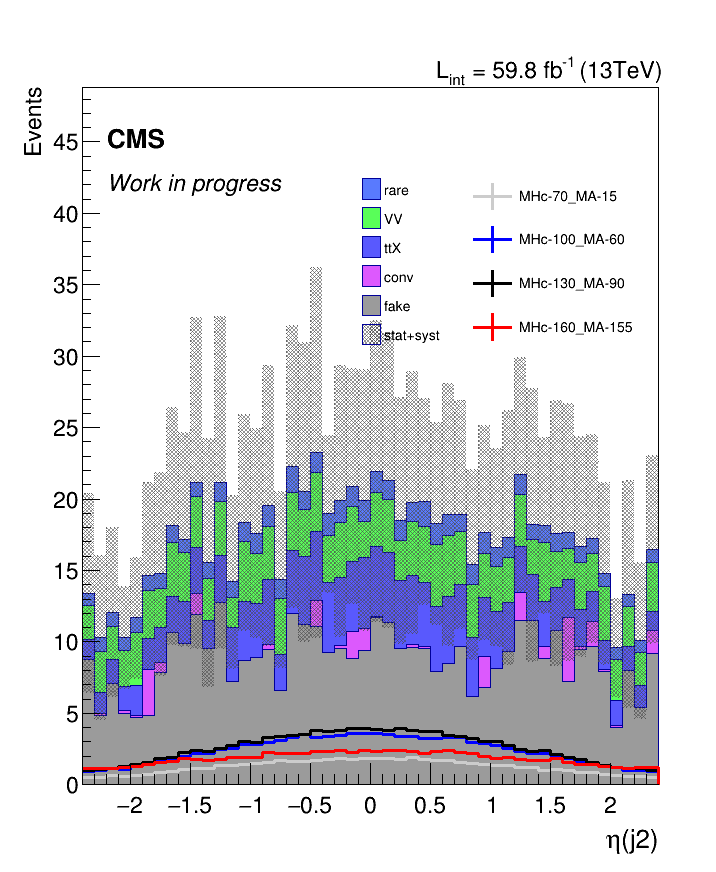 L_int = 59.8 fb^-1 (13TeV)
Events
CMS
Work in progress
rare
VV
ttX
conv
fake
stat+syst
MHc-70_MA-15
MHc-100_MA-60
MHc-130_MA-90
MHc-160_MA-155
45
40
35
30
25
20
15
10
5
0
−2 −1.5 −1 −0.5 0 0.5 1 1.5 2
η(j2)